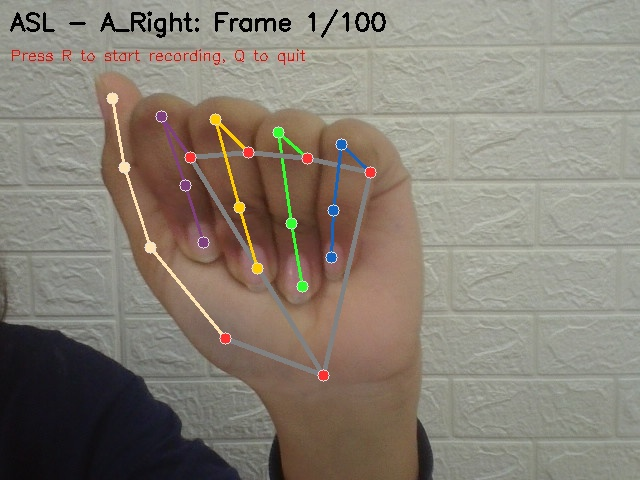 ASL - A_Right: Frame 1/100
Press R to start recording, Q to quit